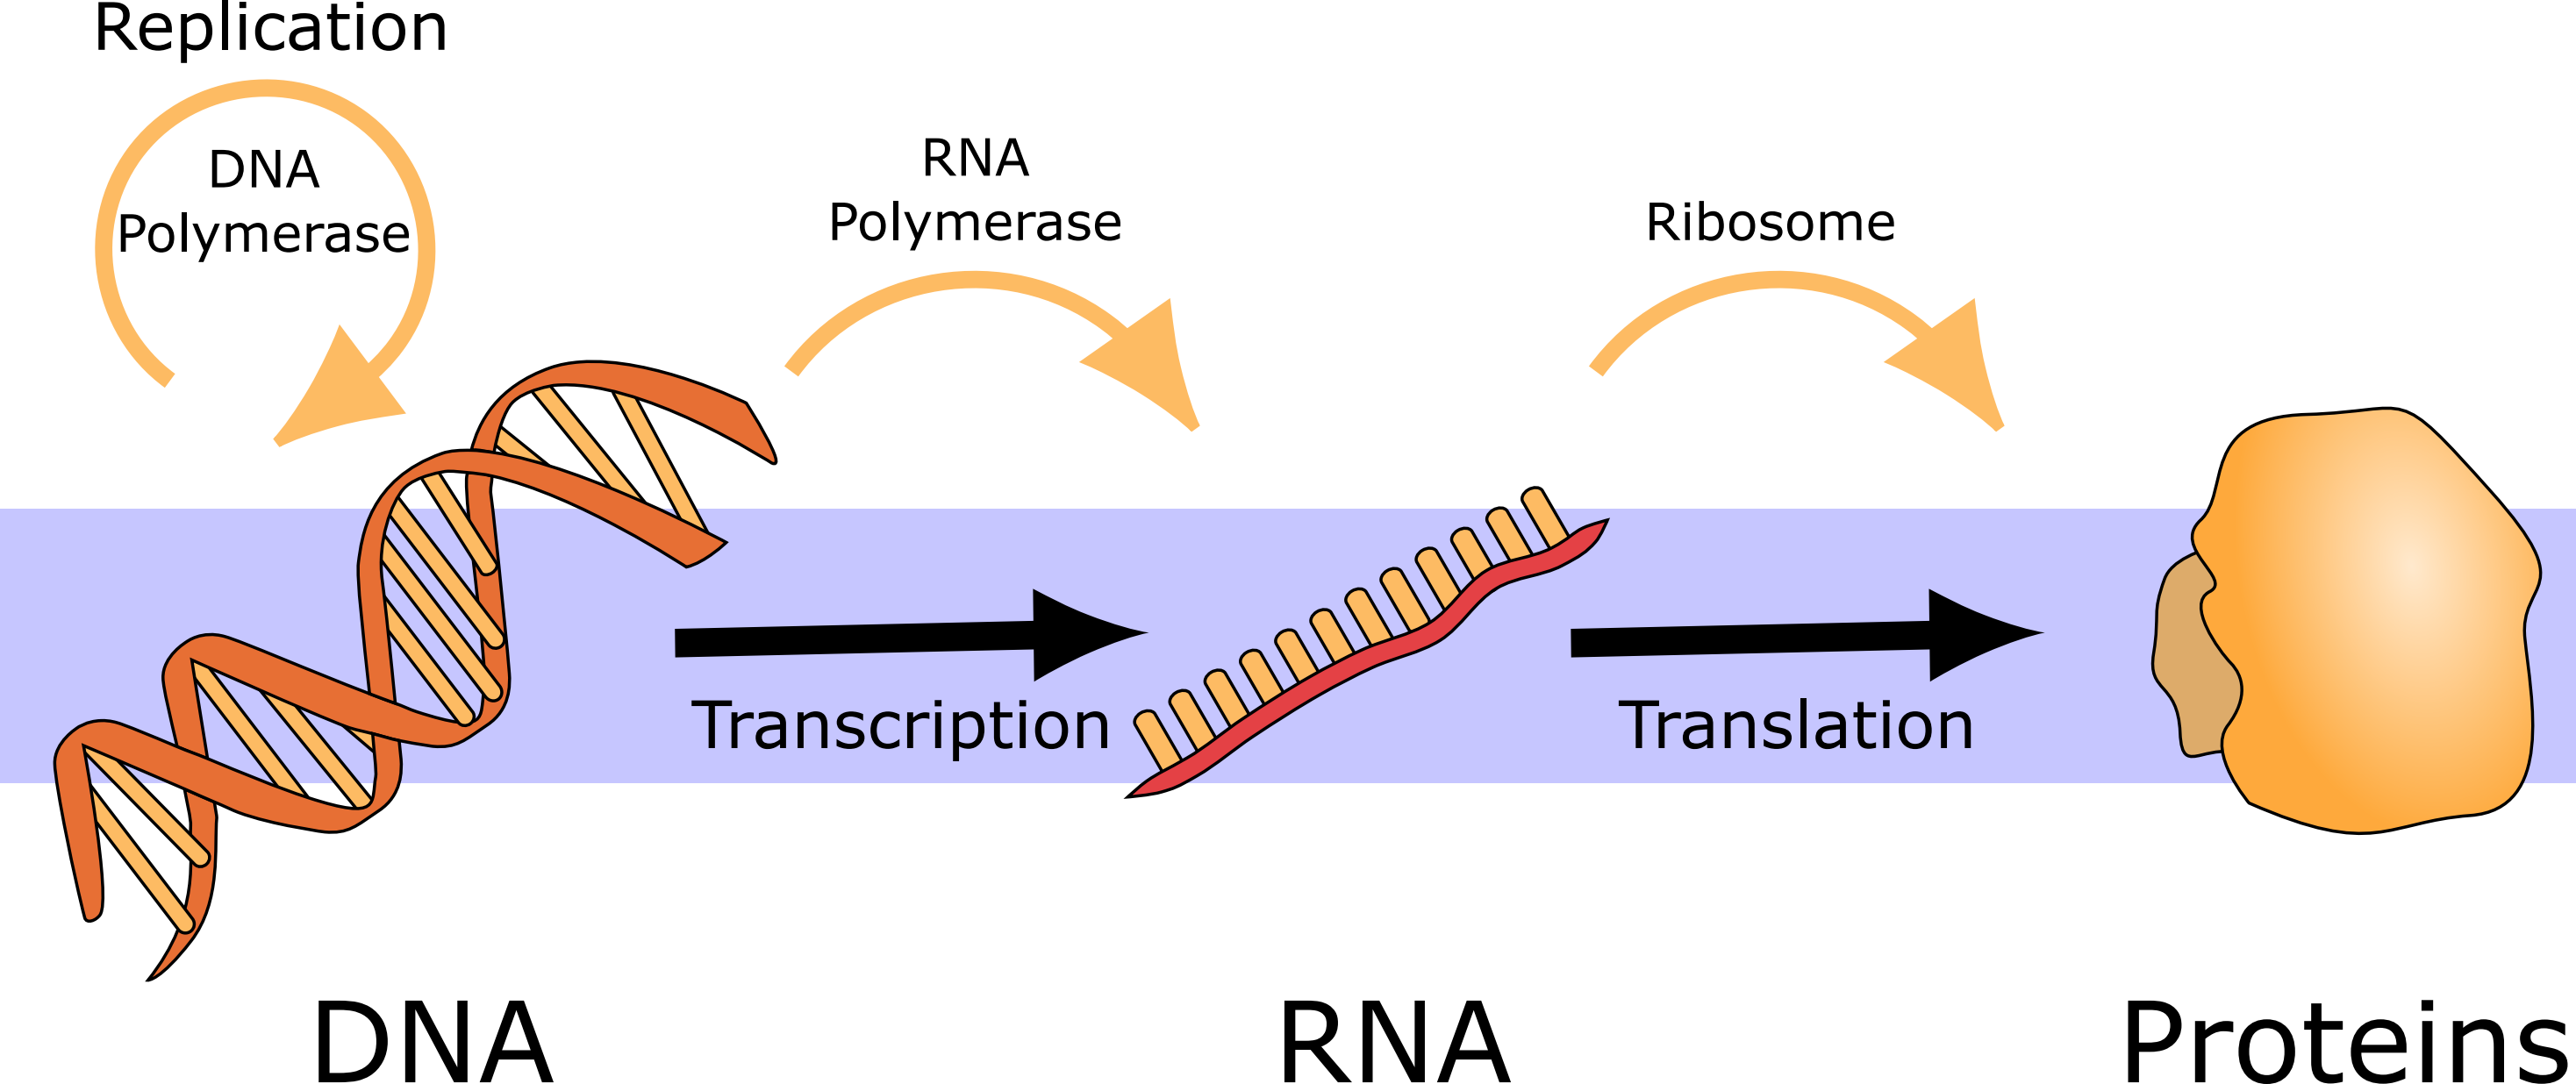 Replication
DNA
Polymerase
RNA
Polymerase
Ribosome
Transcription
Translation
DNA
RNA
Proteins